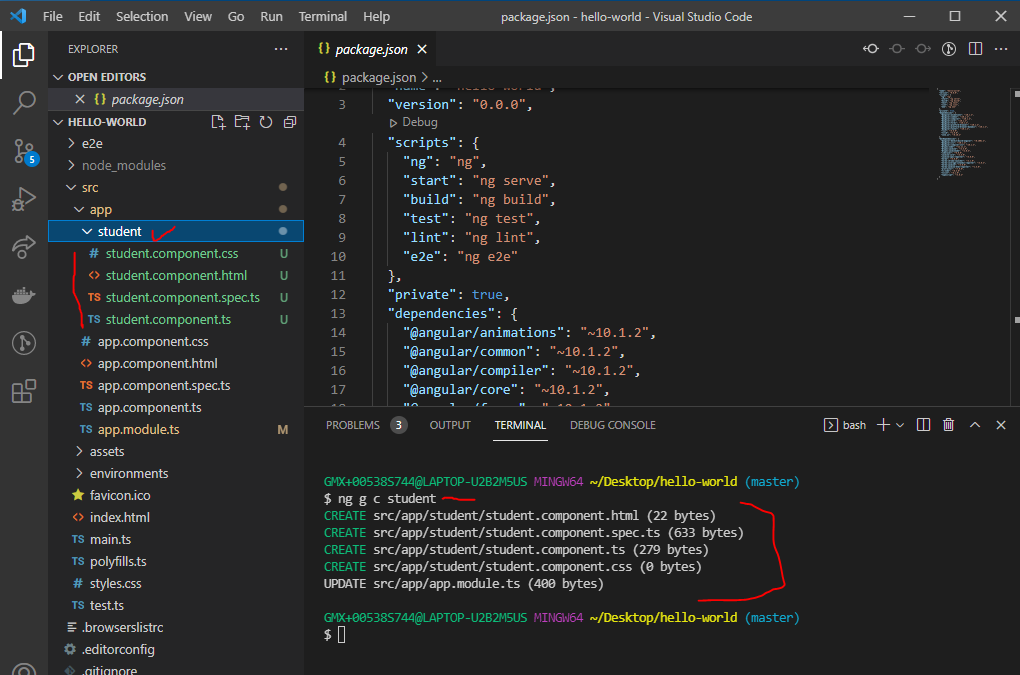 File Edit Selection View Go Run Terminal Help package.json - hello-world - Visual Studio Code
EXPLORER
OPEN EDITORS
{} package.json
HELLO-WORLD
e2e
node_modules
src
app
student
# student.component.css U
<> student.component.html U
TS student.component.spec.ts U
TS student.component.ts U
# app.component.css
<> app.component.html
TS app.component.spec.ts
TS app.component.ts
TS app.module.ts M
assets
environments
favicon.ico
<> index.html
TS main.ts
TS polyfills.ts
# styles.css
TS test.ts
.browserslistrc
.editorconfig
.gitignore
5
{} package.json
{} package.json > ...
3 "version": "0.0.0",
Debug
4 "scripts": {
5 "ng": "ng",
6 "start": "ng serve",
7 "build": "ng build",
8 "test": "ng test",
9 "lint": "ng lint",
10 "e2e": "ng e2e"
11 },
12 "private": true,
13 "dependencies": {
14 "@angular/animations": "~10.1.2",
15 "@angular/common": "~10.1.2",
16 "@angular/compiler": "~10.1.2",
17 "@angular/core": "~10.1.2",
PROBLEMS 3 OUTPUT TERMINAL DEBUG CONSOLE bash
GMX+00538S744@LAPTOP-U2B2M5US MINGW64 ~/Desktop/hello-world (master)
$ ng g c student
CREATE src/app/student/student.component.html (22 bytes)
CREATE src/app/student/student.component.spec.ts (633 bytes)
CREATE src/app/student/student.component.ts (279 bytes)
CREATE src/app/student/student.component.css (0 bytes)
UPDATE src/app/app.module.ts (400 bytes)
GMX+00538S744@LAPTOP-U2B2M5US MINGW64 ~/Desktop/hello-world (master)
$